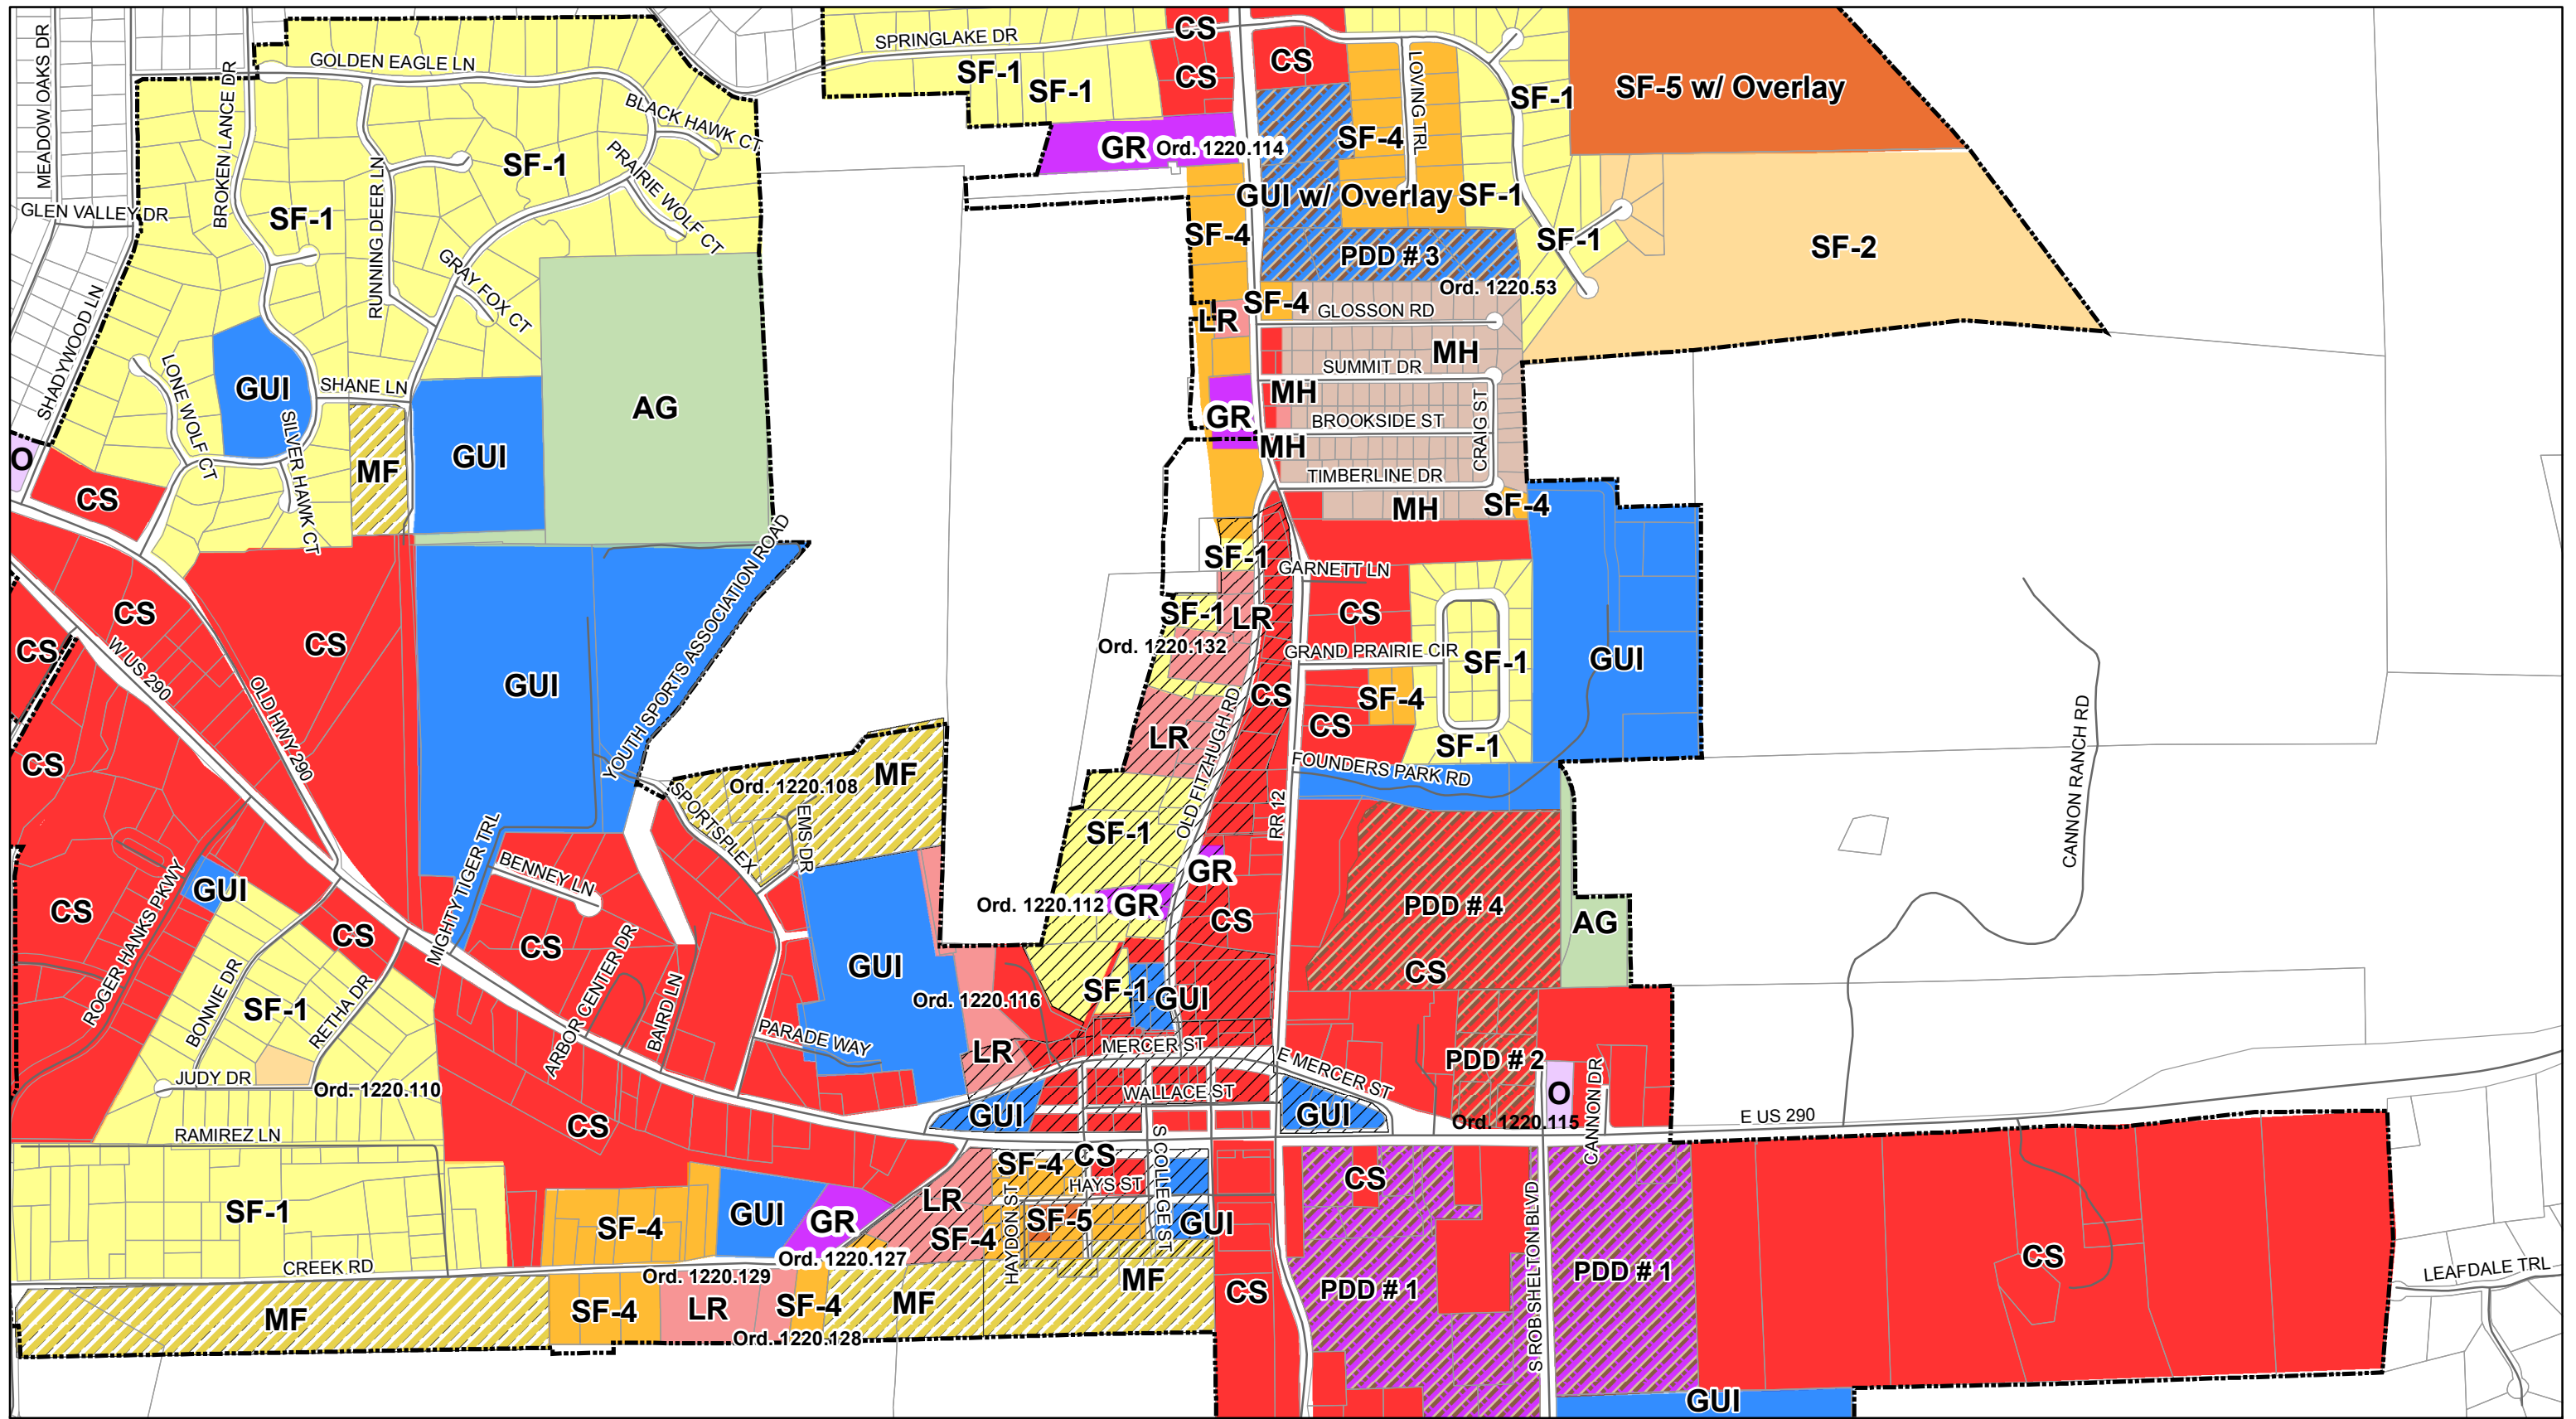 MEADOW OAKS DR
GLEN VALLEY DR
SHADYWOOD LN
BROKEN LANCE DR
GOLDEN EAGLE LN
BLACK HAWK CT
PRAIRIE WOLF CT
SF-1
SF-1
RUNNING DEER LN
GRAY FOX CT
LONE WOLF CT
GUI
SHANE LN
SILVER HAWK CT
MF
GUI
AG
O
CS
SPRINGLAKE DR
SF-1
SF-1
CS
CS
CS
GR
Ord. 1220.114
SF-4
LOVING TRL
SF-1
SF-5 w/ Overlay
GUI w/ Overlay
SF-1
SF-4
PDD # 3
SF-1
SF-2
Ord. 1220.53
SF-4
LR
GLOSSON RD
MH
SUMMIT DR
MH
GR
BROOKSIDE ST
CRAIG ST
MH
TIMBERLINE DR
MH
SF-4
SF-1
GARNETT LN
SF-1
LR
CS
Ord. 1220.132
GRAND PRAIRIE CIR
SF-1
GUI
CS
SF-4
CS
LR
SF-1
OLD FITZHUGH RD
FOUNDERS PARK RD
RR 12
CANNON RANCH RD
CS
CS
CS
W US 290
OLD HWY 290
CS
GUI
YOUTH SPORTS ASSOCIATION ROAD
Ord. 1220.108
MF
SPORTSPLEX
EMS DR
SF-1
GR
Ord. 1220.112
GR
CS
PDD # 4
AG
CS
CS
GUI
ROGER HANKS PKWY
MIGHTY TIGER TRL
BENNEY LN
CS
CS
ARBOR CENTER DR
BAIRD LN
GUI
Ord. 1220.116
SF-1
GUI
BONNIE DR
SF-1
RETHA DR
PARADE WAY
LR
MERCER ST
E MERCER ST
PDD # 2
JUDY DR
Ord. 1220.110
WALLACE ST
O
CANNON DR
CS
GUI
GUI
Ord. 1220.115
E US 290
RAMIREZ LN
SF-4
CS
S COLLEGE ST
CS
HAYS ST
LR
SF-1
SF-4
GUI
GR
SF-4
HAYDON ST
SF-5
GUI
S ROB SHELTON BLVD
CS
CREEK RD
Ord. 1220.127
Ord. 1220.129
MF
CS
PDD # 1
PDD # 1
LEAFDALE TRL
MF
SF-4
LR
SF-4
MF
Ord. 1220.128
GUI